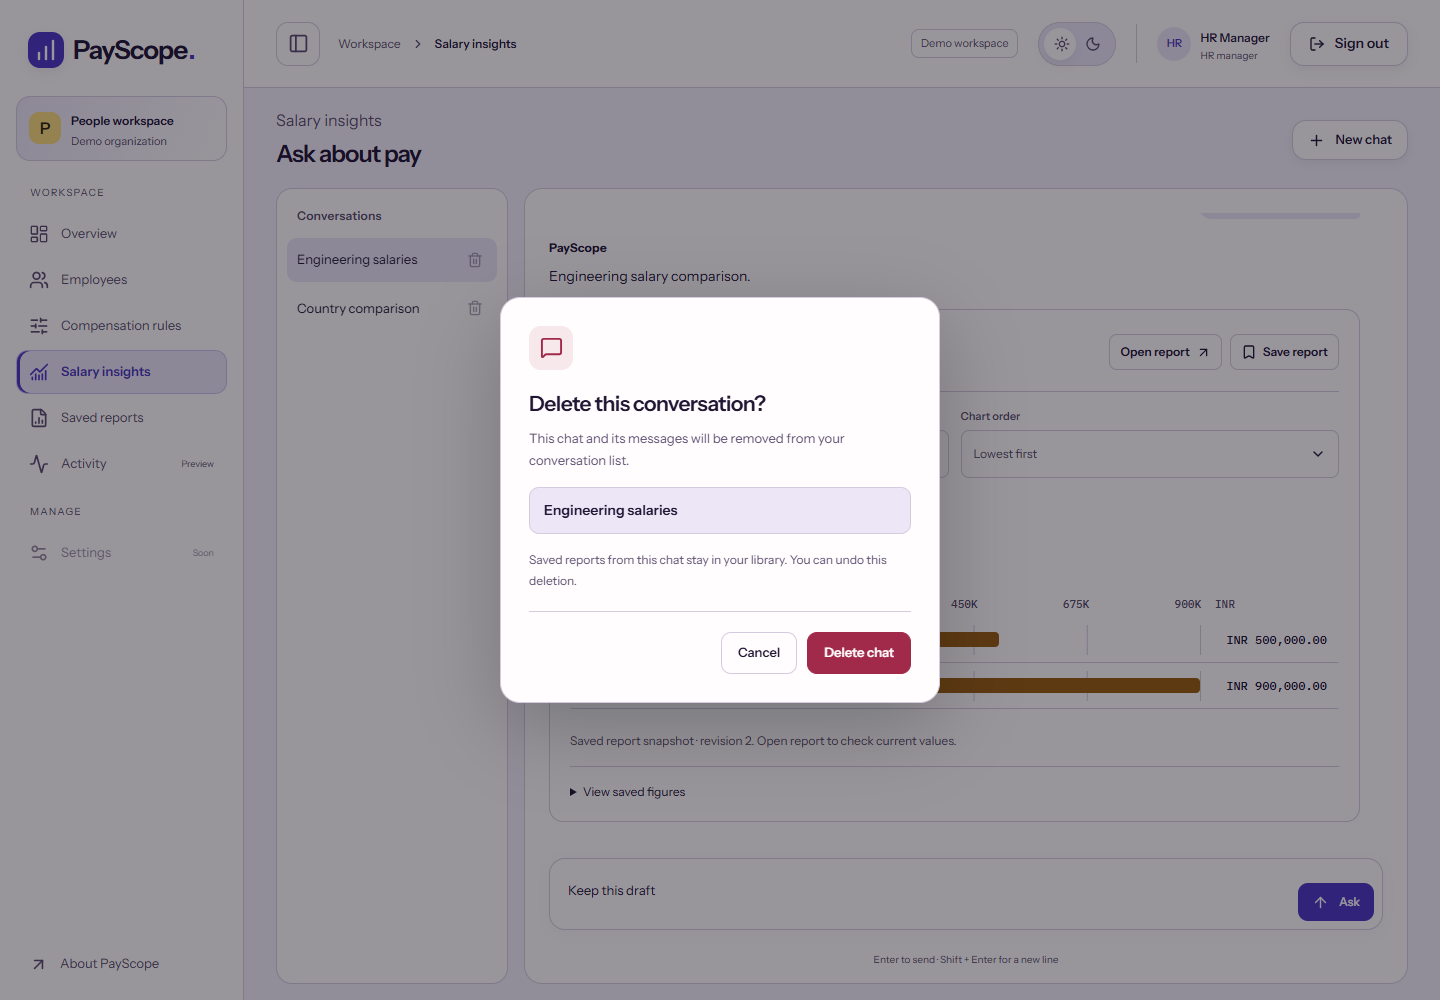 PayScope.
Workspace
Salary insights
Demo workspace
HR
HR Manager
HR manager
Sign out
P
People workspace
Demo organization
WORKSPACE
Overview
Employees
Compensation rules
Salary insights
Saved reports
Activity
Preview
MANAGE
Settings
Soon
About PayScope
Salary insights
Ask about pay
New chat
Conversations
Engineering salaries
Country comparison
PayScope
Engineering salary comparison.
Open report
Save report
Chart order
Lowest first
450K 675K 900K INR
INR 500,000.00
INR 900,000.00
Saved report snapshot · revision 2. Open report to check current values.
View saved figures
Keep this draft
Ask
Enter to send · Shift + Enter for a new line
Delete this conversation?
This chat and its messages will be removed from your
conversation list.
Engineering salaries
Saved reports from this chat stay in your library. You can undo this
deletion.
Cancel
Delete chat